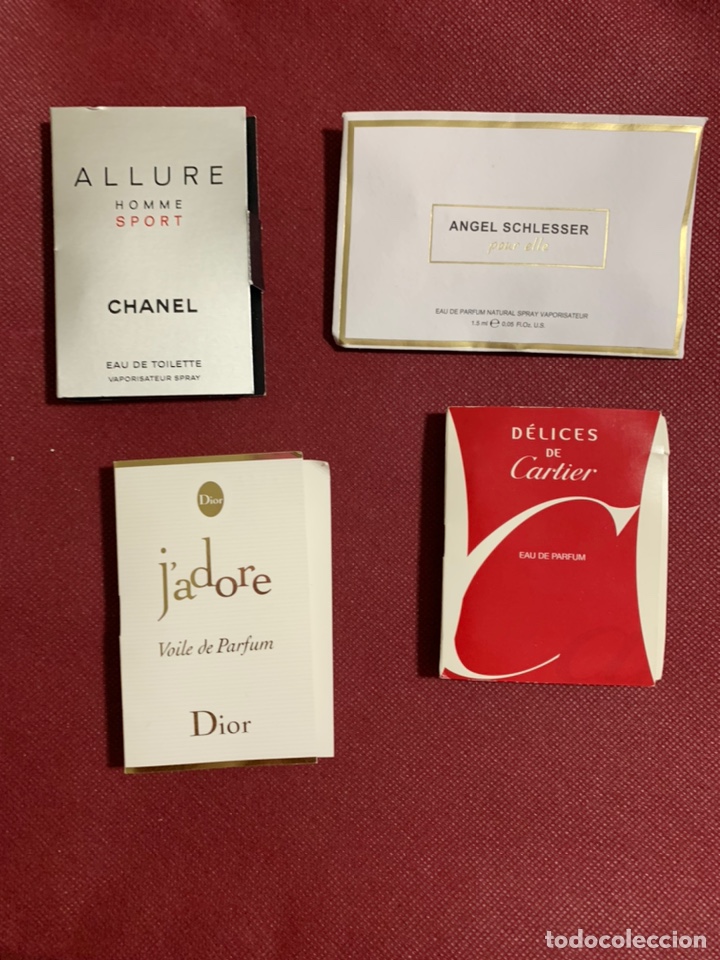 ALLURE
HOMME
SPORT
CHANEL
EAU DE TOILETTE
VAPORISATEUR SPRAY
ANGEL SCHLESSER
pour elle
EAU DE PARFUM NATURAL SPRAY VAPORISATEUR
1.5 ml ℮ 0,05 Fl.Oz. U.S.
Dior
j'adore
Voile de Parfum
Dior
DÉLICES
DE
Cartier
EAU DE PARFUM
todocoleccion